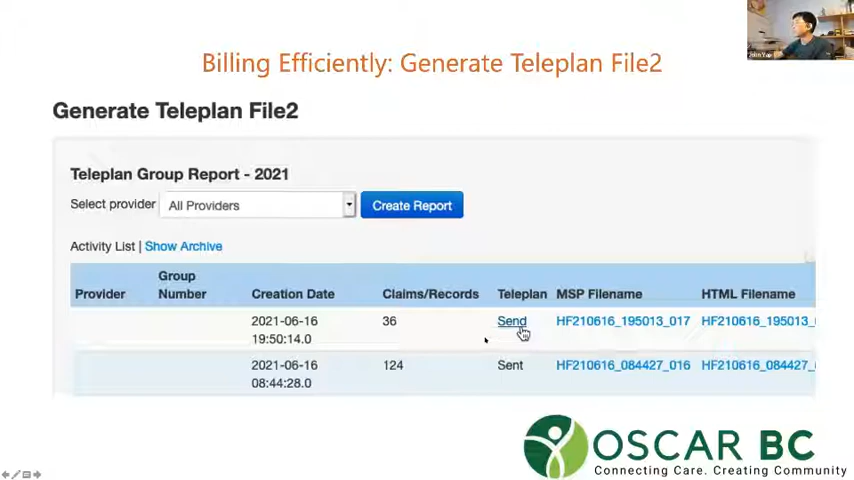 Billing Efficiently: Generate Teleplan File2
John Yap
Generate Teleplan File2
Teleplan Group Report - 2021
Select provider All Providers Create Report
Activity List | Show Archive
Provider Group Number Creation Date Claims/Records Teleplan MSP Filename HTML Filename
2021-06-16 19:50:14.0 36 Send HF210616_195013_017 HF210616_195013_
2021-06-16 08:44:28.0 124 Sent HF210616_084427_016 HF210616_084427_
OSCAR BC
Connecting Care. Creating Community